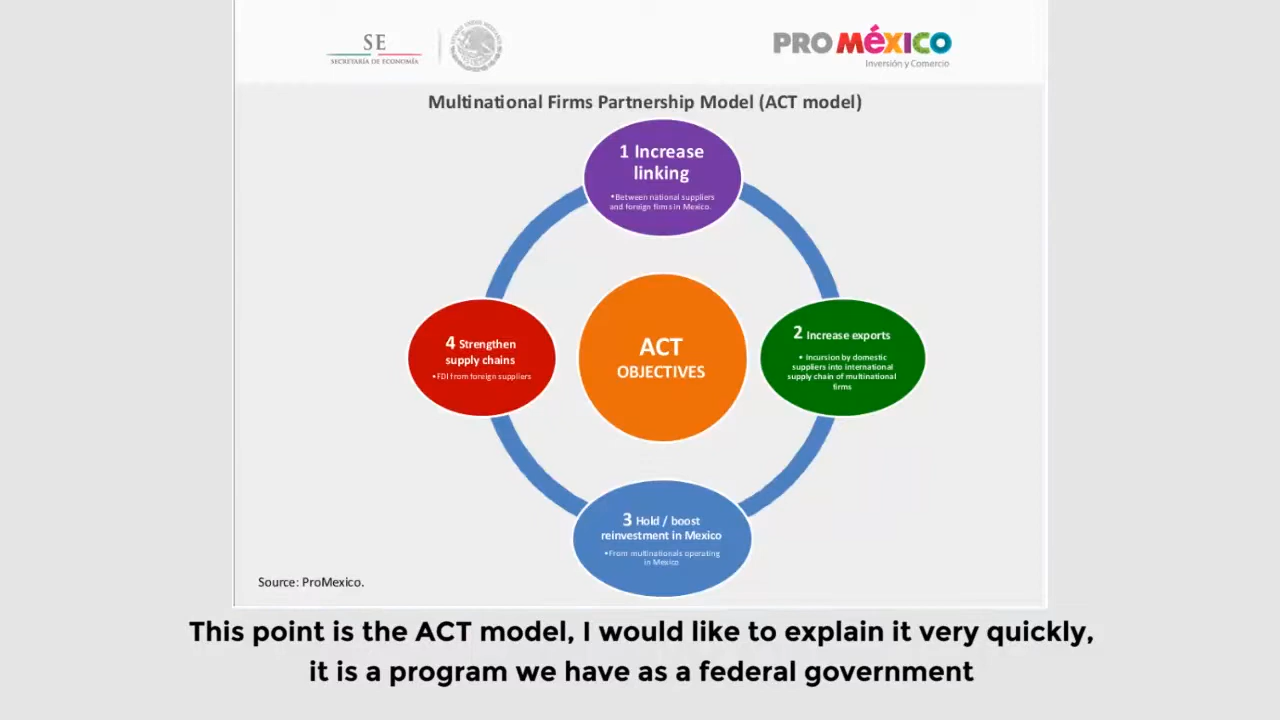 SE
SECRETARÍA DE ECONOMÍA
PROMéXICO
Inversión y Comercio
Multinational Firms Partnership Model (ACT model)
1 Increase
linking
•Between national suppliers
and foreign firms in Mexico.
4 Strengthen
supply chains
•FDI from foreign suppliers
ACT
OBJECTIVES
2 Increase exports
• Incursion by domestic
suppliers into international
supply chain of multinational
firms
3 Hold / boost
reinvestment in Mexico
•From multinationals operating
in Mexico
Source: ProMexico.
This point is the ACT model, I would like to explain it very quickly,
it is a program we have as a federal government